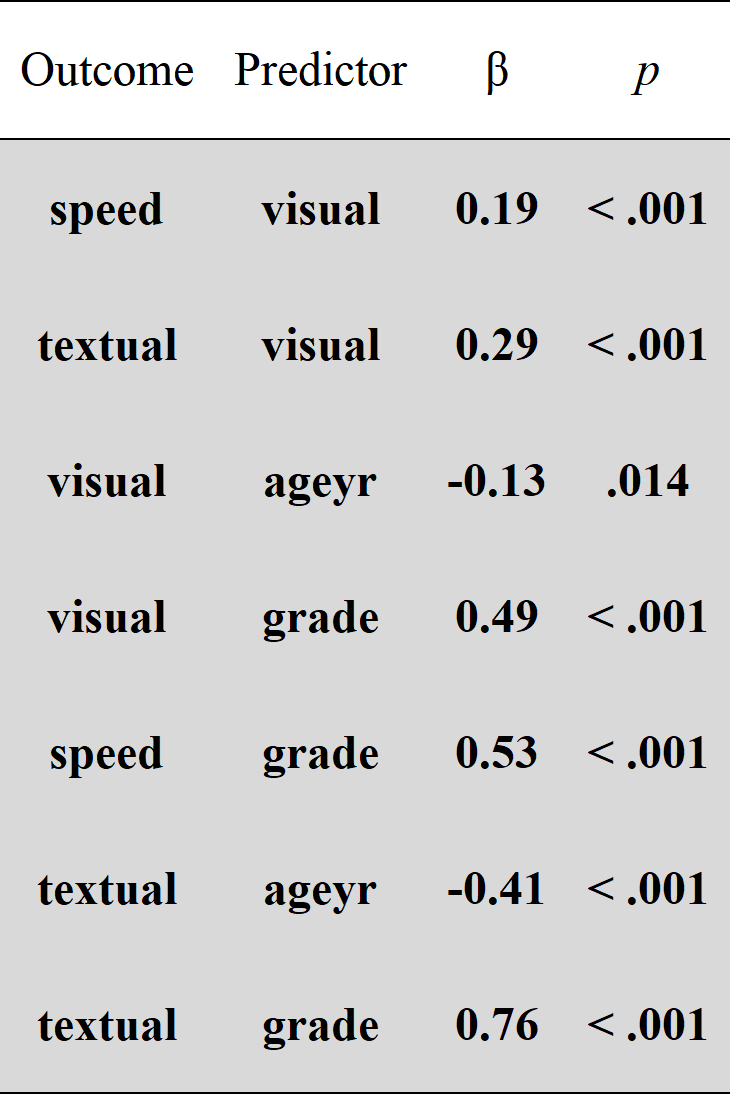 Outcome Predictor β p
speed visual 0.19 < .001
textual visual 0.29 < .001
visual ageyr -0.13 .014
visual grade 0.49 < .001
speed grade 0.53 < .001
textual ageyr -0.41 < .001
textual grade 0.76 < .001